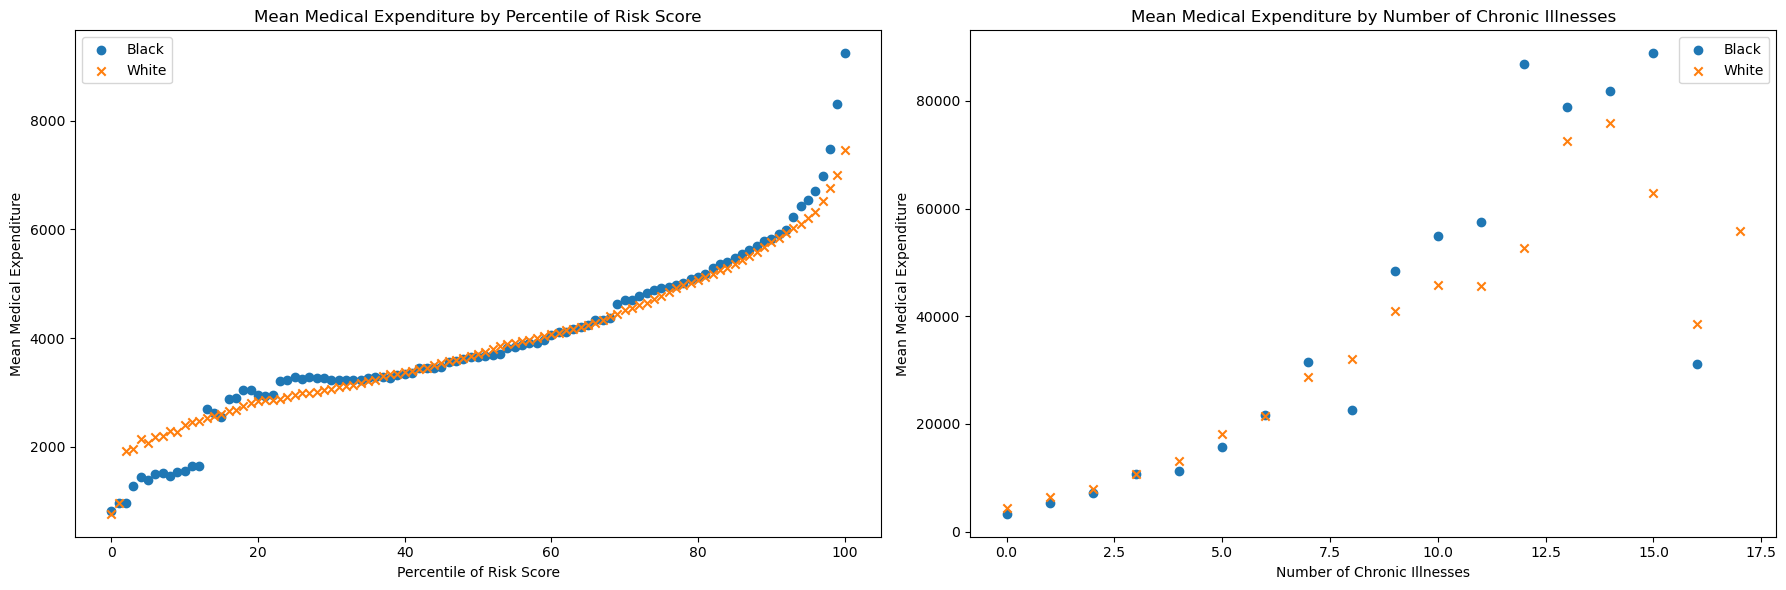 Mean Medical Expenditure by Percentile of Risk Score
Black
White
Mean Medical Expenditure
8000
6000
4000
2000
0
20
40
60
80
100
Percentile of Risk Score
Mean Medical Expenditure by Number of Chronic Illnesses
Black
White
Mean Medical Expenditure
80000
60000
40000
20000
0
0.0
2.5
5.0
7.5
10.0
12.5
15.0
17.5
Number of Chronic Illnesses